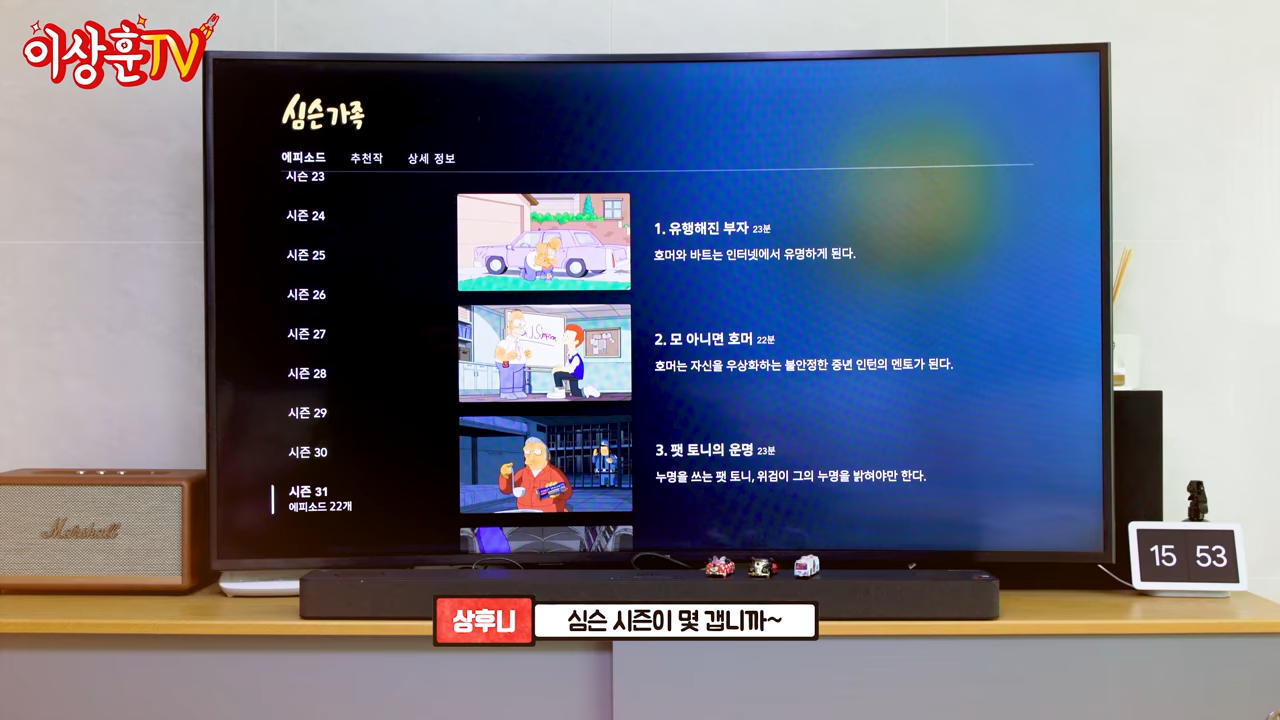 이상훈TV
심슨가족
에피소드 추천작 상세 정보
시즌 23
시즌 24
시즌 25
시즌 26
시즌 27
시즌 28
시즌 29
시즌 30
시즌 31
에피소드 22개
1. 유행해진 부자 23분
호머와 바트는 인터넷에서 유명하게 된다.
2. 모 아니면 호머 22분
호머는 자신을 우상화하는 불안정한 중년 인턴의 멘토가 된다.
3. 팻 토니의 운명 23분
누명을 쓰는 팻 토니, 위검이 그의 누명을 밝혀야만 한다.
Marshall
15 53
상후니 심슨 시즌이 몇 갭니까~